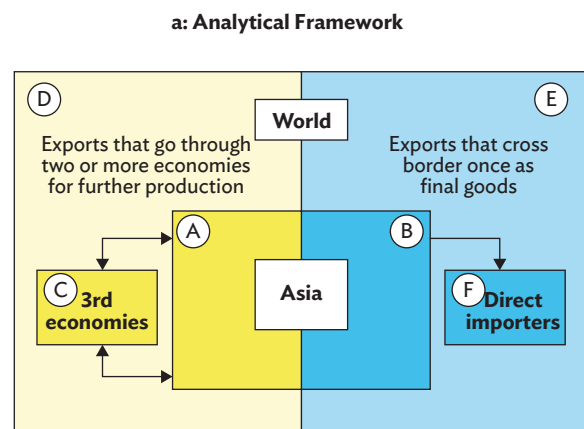 a: Analytical Framework
D
E
World
Exports that go through
two or more economies
for further production
Exports that cross
border once as
final goods
A
B
C
3rd
economies
Asia
F
Direct
importers